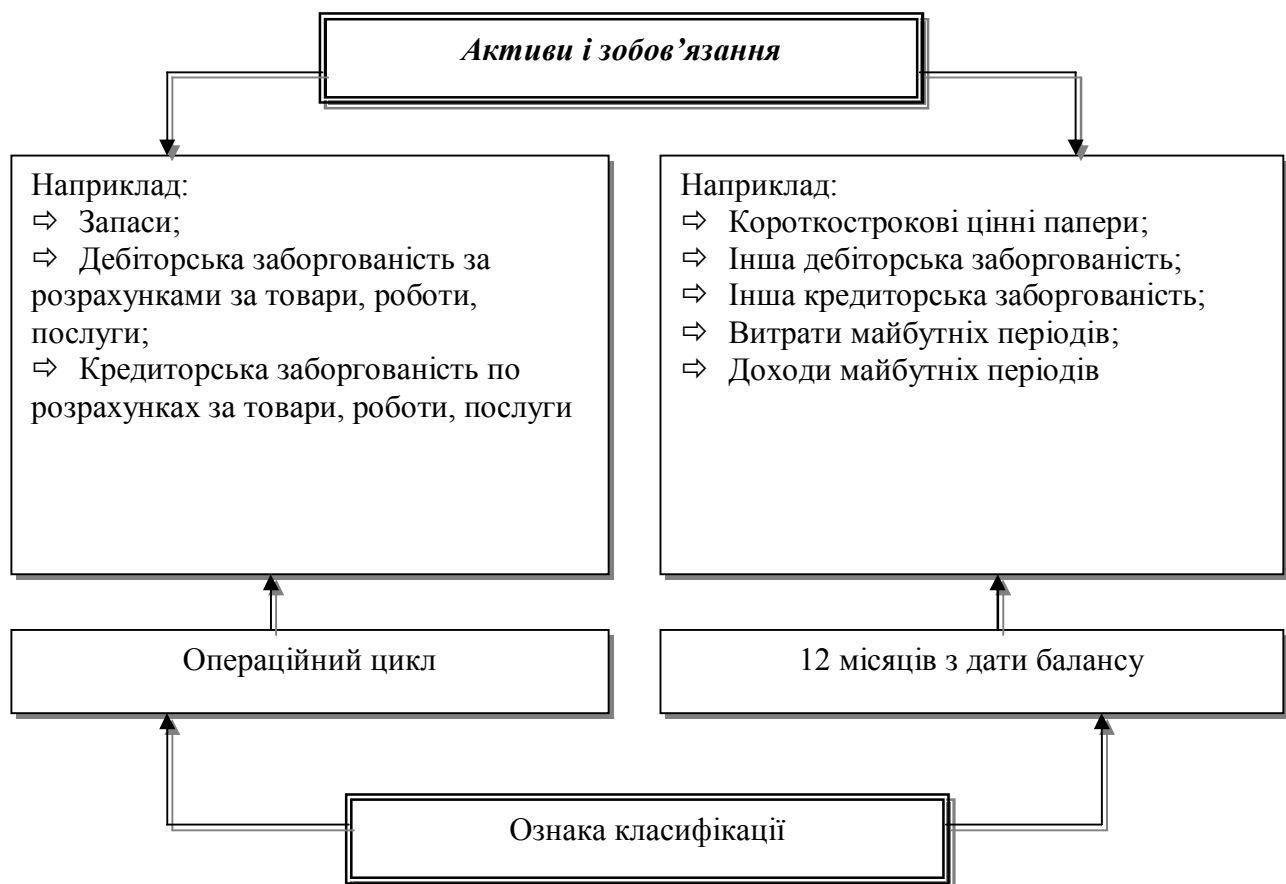 Активи і зобов’язання
Наприклад:
⇨ Запаси;
⇨ Дебіторська заборгованість за
розрахунками за товари, роботи,
послуги;
⇨ Кредиторська заборгованість по
розрахунках за товари, роботи, послуги
Наприклад:
⇨ Короткострокові цінні папери;
⇨ Інша дебіторська заборгованість;
⇨ Інша кредиторська заборгованість;
⇨ Витрати майбутніх періодів;
⇨ Доходи майбутніх періодів
Операційний цикл
12 місяців з дати балансу
Ознака класифікації